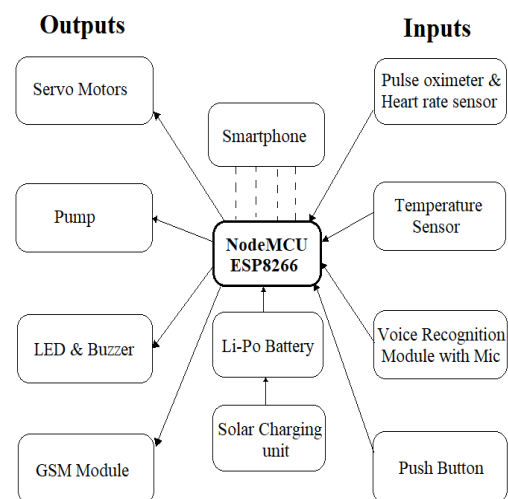 Outputs
Inputs
Servo Motors
Smartphone
Pulse oximeter &
Heart rate sensor
Pump
NodeMCU
ESP8266
Temperature
Sensor
LED & Buzzer
Li-Po Battery
Voice Recognition
Module with Mic
GSM Module
Solar Charging
unit
Push Button